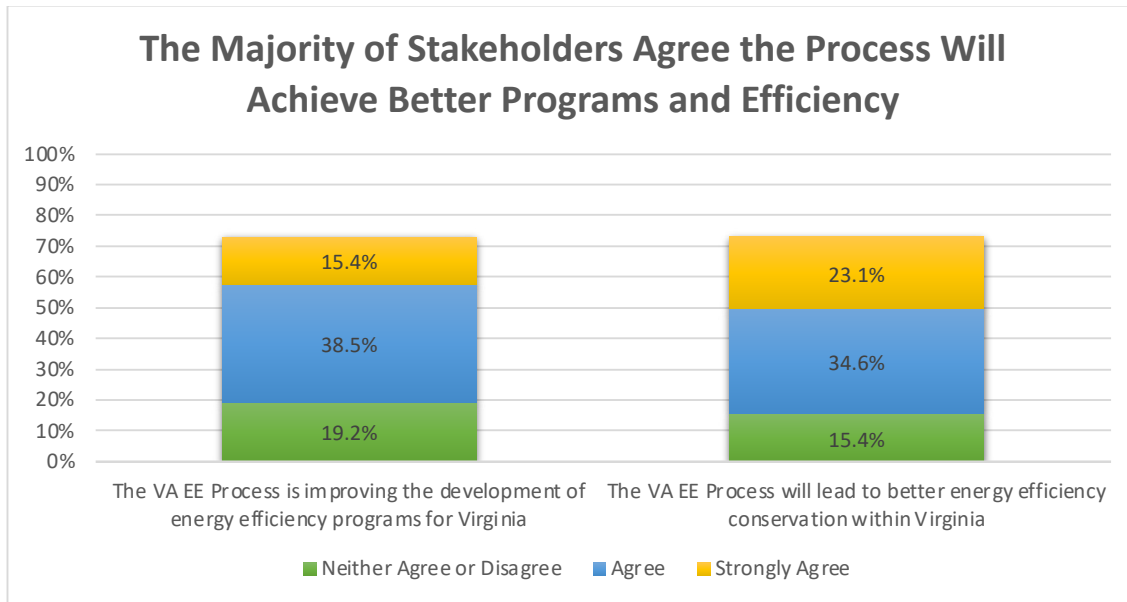 The Majority of Stakeholders Agree the Process Will
Achieve Better Programs and Efficiency
100%
90%
80%
70%
60%
50%
40%
30%
20%
10%
0%
15.4%
38.5%
19.2%
23.1%
34.6%
15.4%
The VA EE Process is improving the development of
energy efficiency programs for Virginia
The VA EE Process will lead to better energy efficiency
conservation within Virginia
Neither Agree or Disagree
Agree
Strongly Agree